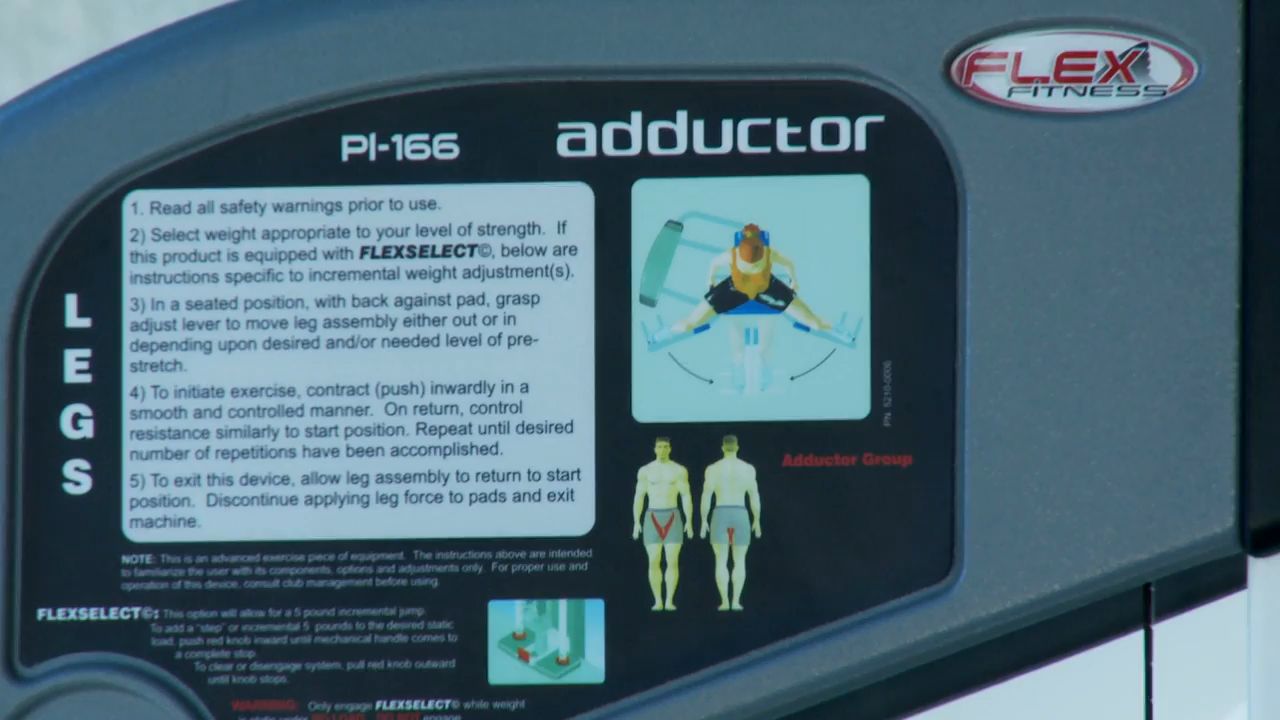 FLEX
FITNESS
PI-166
adductor
LEGS
1. Read all safety warnings prior to use.
2) Select weight appropriate to your level of strength. If
this product is equipped with FLEXSELECT©, below are
instructions specific to incremental weight adjustment(s).
3) In a seated position, with back against pad, grasp
adjust lever to move leg assembly either out or in
depending upon desired and/or needed level of pre-
stretch.
4) To initiate exercise, contract (push) inwardly in a
smooth and controlled manner. On return, control
resistance similarly to start position. Repeat until desired
number of repetitions have been accomplished.
5) To exit this device, allow leg assembly to return to start
position. Discontinue applying leg force to pads and exit
machine.
PN 5210-0006
Adductor Group
NOTE: This is an advanced exercise piece of equipment. The instructions above are intended
to familiarize the user with its components, options and adjustments only. For proper use and
operation of this device, consult club management before using.
FLEXSELECT©: This option will allow for a 5 pound incremental jump.
To add a "step" or incremental 5 pounds to the desired static
load, push red knob inward until mechanical handle comes to
a complete stop.
To clear or disengage system, pull red knob outward
until knob stops.
WARNING: Only engage FLEXSELECT© while weight